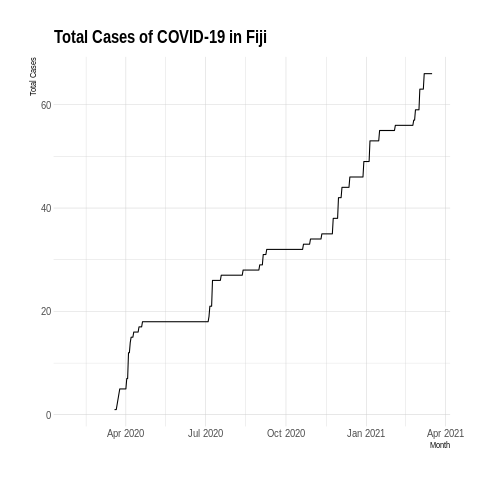 Total Cases of COVID-19 in Fiji
Total Cases
60
40
20
0
Apr 2020 Jul 2020 Oct 2020 Jan 2021 Apr 2021
Month